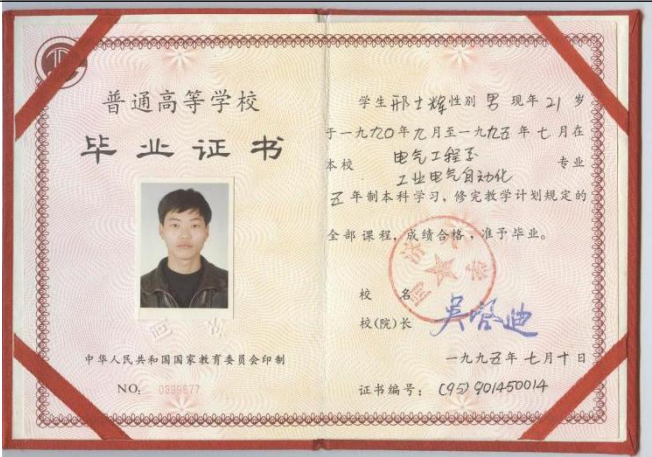 普通高等学校
毕业证书
中华人民共和国国家教育委员会印制
NO. 0339677
学生邢士辉性别男现年21岁
于一九九〇年九月至一九九五年七月在
本校 电气工程系 专业
工业电气自动化
五年制本科学习,修完教学计划规定的
全部课程,成绩合格,准予毕业。
校名
校(院)长 吴启迪
一九九五年七月十日
证书编号:(95)901450014